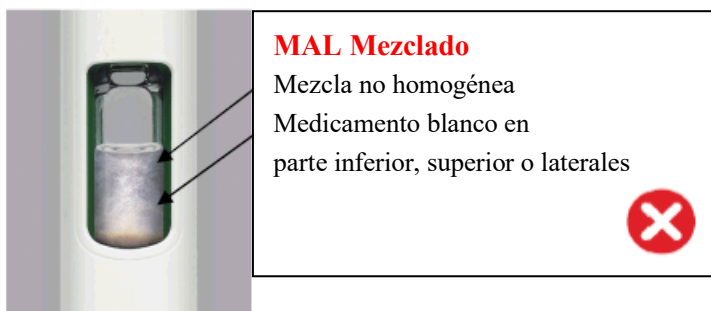 MAL Mezclado
Mezcla no homogénea
Medicamento blanco en
parte inferior, superior o laterales